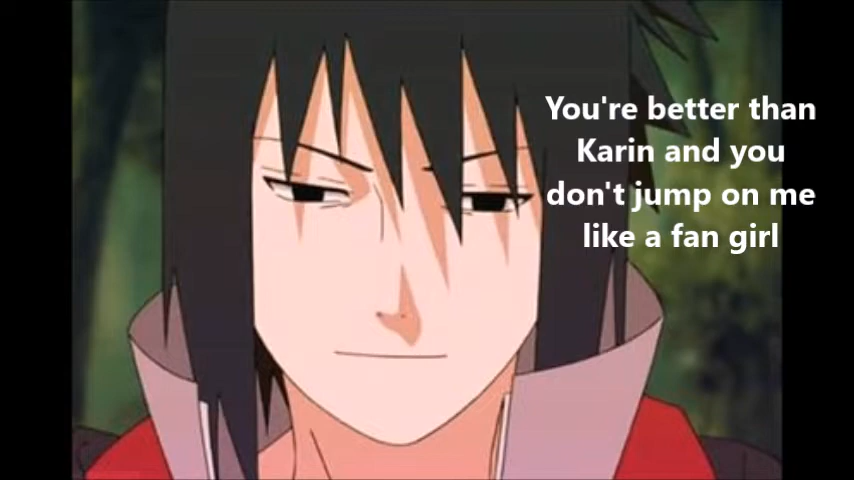 You're better than
Karin and you
don't jump on me
like a fan girl